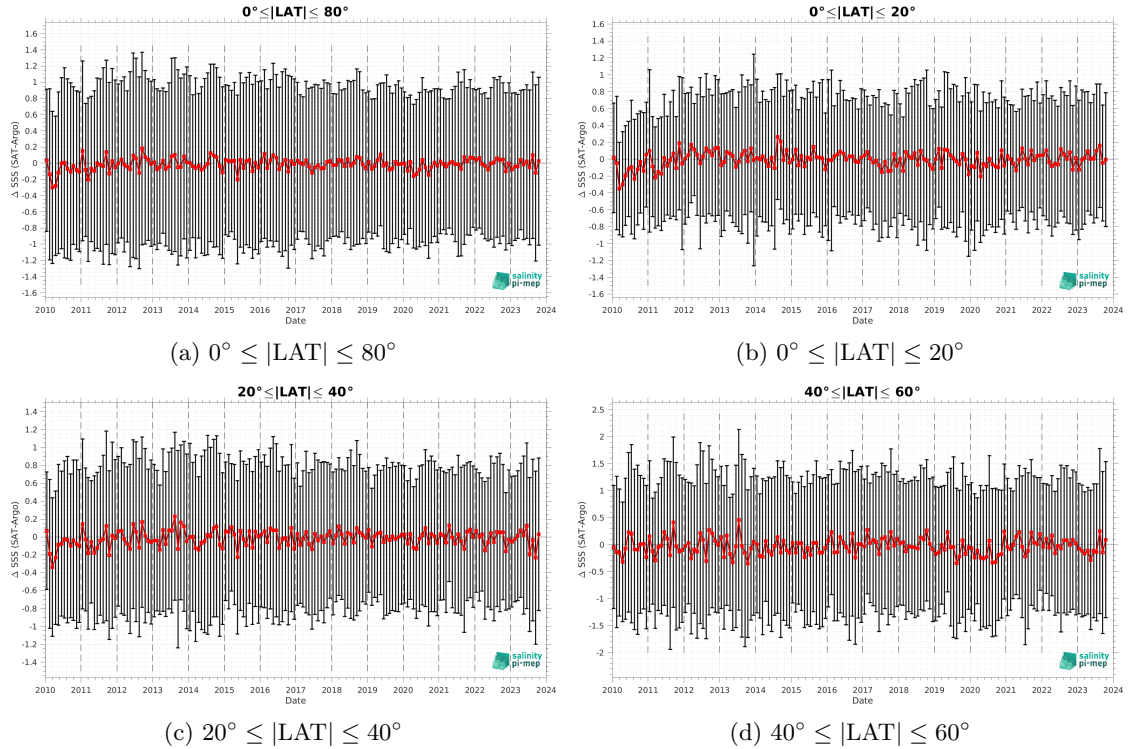 0°≤|LAT|≤ 80°
Δ SSS (SAT-Argo)
1.6
1.4
1.2
1
0.8
0.6
0.4
0.2
0
-0.2
-0.4
-0.6
-0.8
-1
-1.2
-1.4
-1.6
salinity
pi-mep
2010 2011 2012 2013 2014 2015 2016 2017 2018 2019 2020 2021 2022 2023 2024
Date
(a) 0° ≤ |LAT| ≤ 80°
0°≤|LAT|≤ 20°
Δ SSS (SAT-Argo)
1.2
1
0.8
0.6
0.4
0.2
0
-0.2
-0.4
-0.6
-0.8
-1
-1.2
-1.4
-1.6
salinity
pi-mep
2010 2011 2012 2013 2014 2015 2016 2017 2018 2019 2020 2021 2022 2023 2024
Date
(b) 0° ≤ |LAT| ≤ 20°
20°≤|LAT|≤ 40°
Δ SSS (SAT-Argo)
1.4
1.2
1
0.8
0.6
0.4
0.2
0
-0.2
-0.4
-0.6
-0.8
-1
-1.2
-1.4
salinity
pi-mep
2010 2011 2012 2013 2014 2015 2016 2017 2018 2019 2020 2021 2022 2023 2024
Date
(c) 20° ≤ |LAT| ≤ 40°
40°≤|LAT|≤ 60°
Δ SSS (SAT-Argo)
2.5
2
1.5
1
0.5
0
-0.5
-1
-1.5
-2
salinity
pi-mep
2010 2011 2012 2013 2014 2015 2016 2017 2018 2019 2020 2021 2022 2023 2024
Date
(d) 40° ≤ |LAT| ≤ 60°